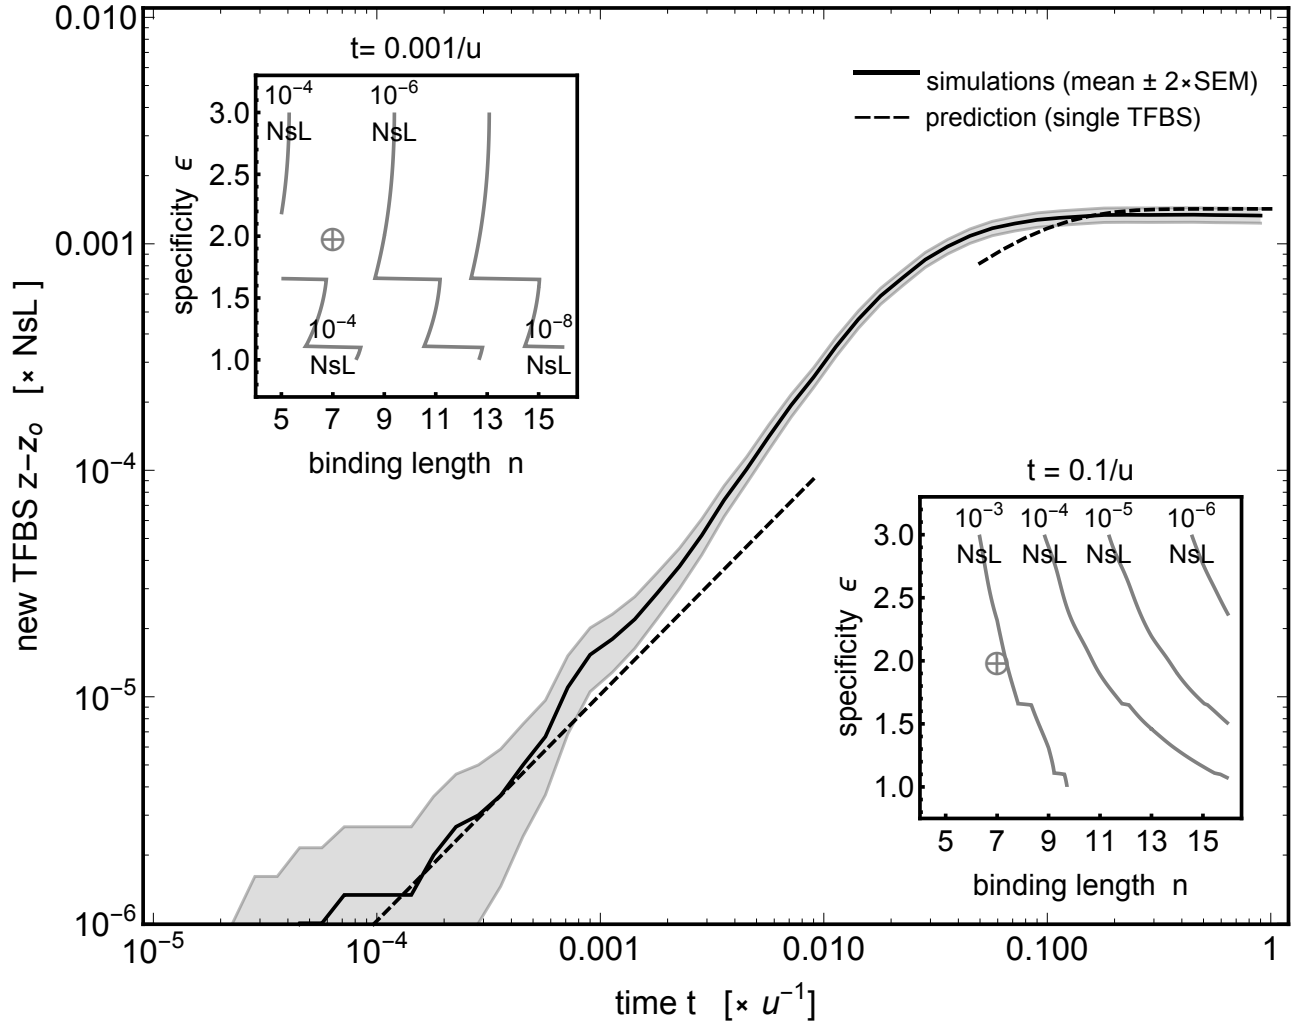 0.010
0.001
10⁻⁴
10⁻⁵
10⁻⁶
new TFBS z−zₒ [× NsL]
t= 0.001/u
10⁻⁴
NsL
10⁻⁶
NsL
10⁻⁴
NsL
10⁻⁸
NsL
3.0
2.5
2.0
1.5
1.0
specificity ϵ
5 7 9 11 13 15
binding length n
simulations (mean ± 2×SEM)
prediction (single TFBS)
t = 0.1/u
10⁻³ 10⁻⁴ 10⁻⁵ 10⁻⁶
NsL NsL NsL NsL
3.0
2.5
2.0
1.5
1.0
specificity ϵ
5 7 9 11 13 15
binding length n
10⁻⁵ 10⁻⁴ 0.001 0.010 0.100 1
time t [× u⁻¹]